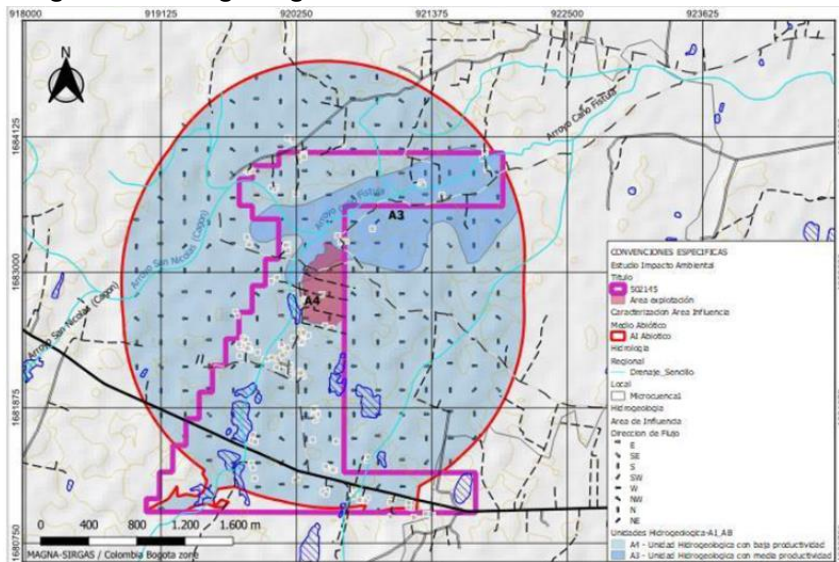 918000 919125 920250 921375 922500 923625
N
1684125
Arroyo Caño Fistula
Arroyo Caño Fistula
A3
Arroyo San Nicolas (Cagon)
1683000
A4
Arroyo San Nicolas (Cagon)
1681875
1680750
0 400 800 1.200 1.600 m
MAGNA-SIRGAS / Colombia Bogota zone
CONVENCIONES ESPECIFICAS
Estudio Impacto Ambiental
Titulo
502145
Area explotación
Caracterizacion Area Influencia
Medio Abiótico
AI Abiotico
Hidrologia
Regional
Drenaje_Sencillo
Local
Microcuenca1
Hidrogeologia
Area de Influencia
Direccion de Flujo
E
SE
S
SW
W
NW
N
NE
Unidades Hidrogeologica-AI_AB
A4 - Unidad Hidrogeologica con baja productividad
A3 - Unidad Hidrogeologica con media productividad